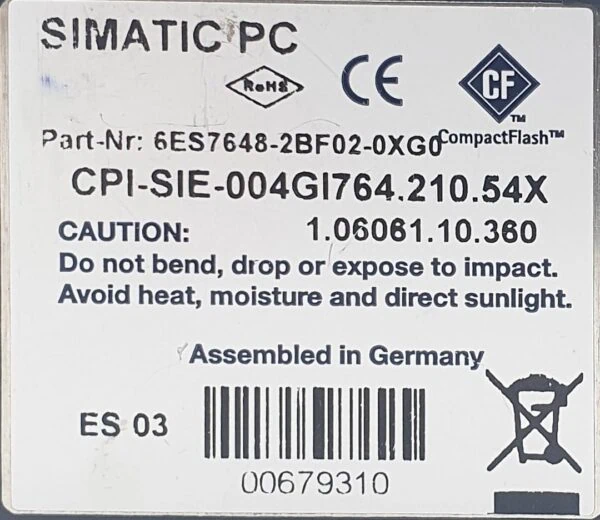 SIMATIC PC
RoHS CE CF™
Part-Nr: 6ES7648-2BF02-0XG0 CompactFlash™
CPI-SIE-004GI764.210.54X
CAUTION: 1.06061.10.360
Do not bend, drop or expose to impact.
Avoid heat, moisture and direct sunlight.
Assembled in Germany
ES 03
00679310